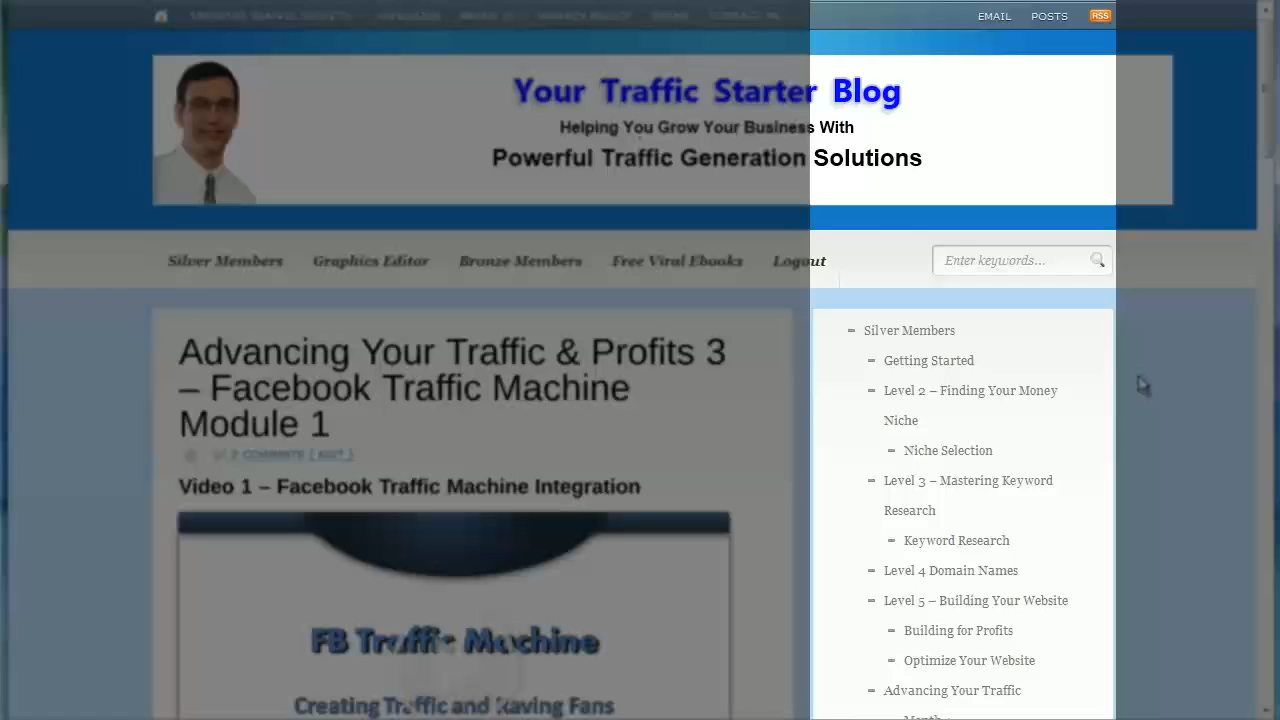 EMAIL POSTS RSS
Your Traffic Starter Blog
Helping You Grow Your Business With
Powerful Traffic Generation Solutions
Silver Members Graphics Editor Bronze Members Free Viral Ebooks Logout Enter keywords...
Advancing Your Traffic & Profits 3
– Facebook Traffic Machine
Module 1
Video 1 – Facebook Traffic Machine Integration
FB Traffic Machine
Creating Traffic and Raving Fans
Silver Members
Getting Started
Level 2 – Finding Your Money
Niche
Niche Selection
Level 3 – Mastering Keyword
Research
Keyword Research
Level 4 Domain Names
Level 5 – Building Your Website
Building for Profits
Optimize Your Website
Advancing Your Traffic